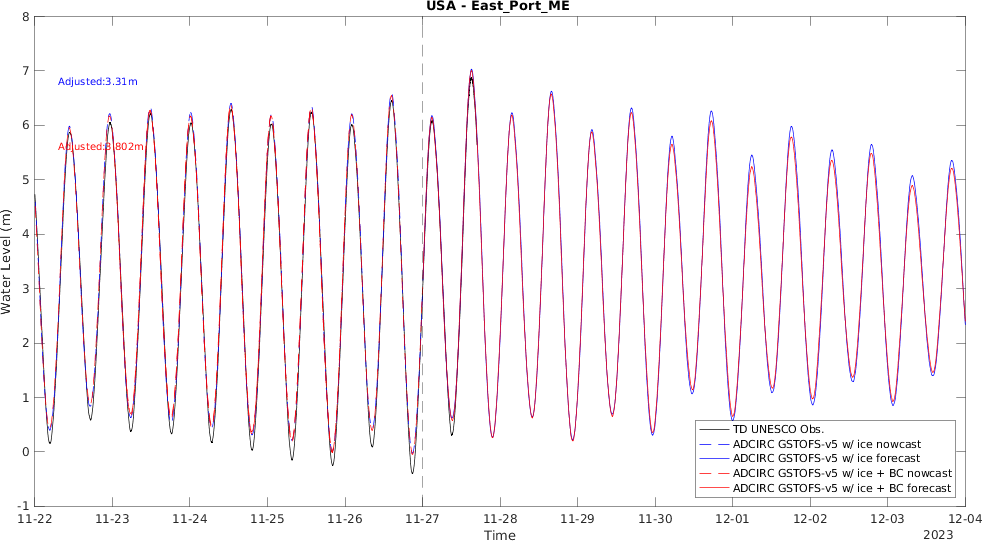 USA - East_Port_ME
8
7
6
5
4
3
2
1
0
-1
Water Level (m)
Adjusted:3.31m
Adjusted:3.802m
TD UNESCO Obs.
ADCIRC GSTOFS-v5 w/ ice nowcast
ADCIRC GSTOFS-v5 w/ ice forecast
ADCIRC GSTOFS-v5 w/ ice + BC nowcast
ADCIRC GSTOFS-v5 w/ ice + BC forecast
11-22 11-23 11-24 11-25 11-26 11-27 11-28 11-29 11-30 12-01 12-02 12-03 12-04
Time
2023